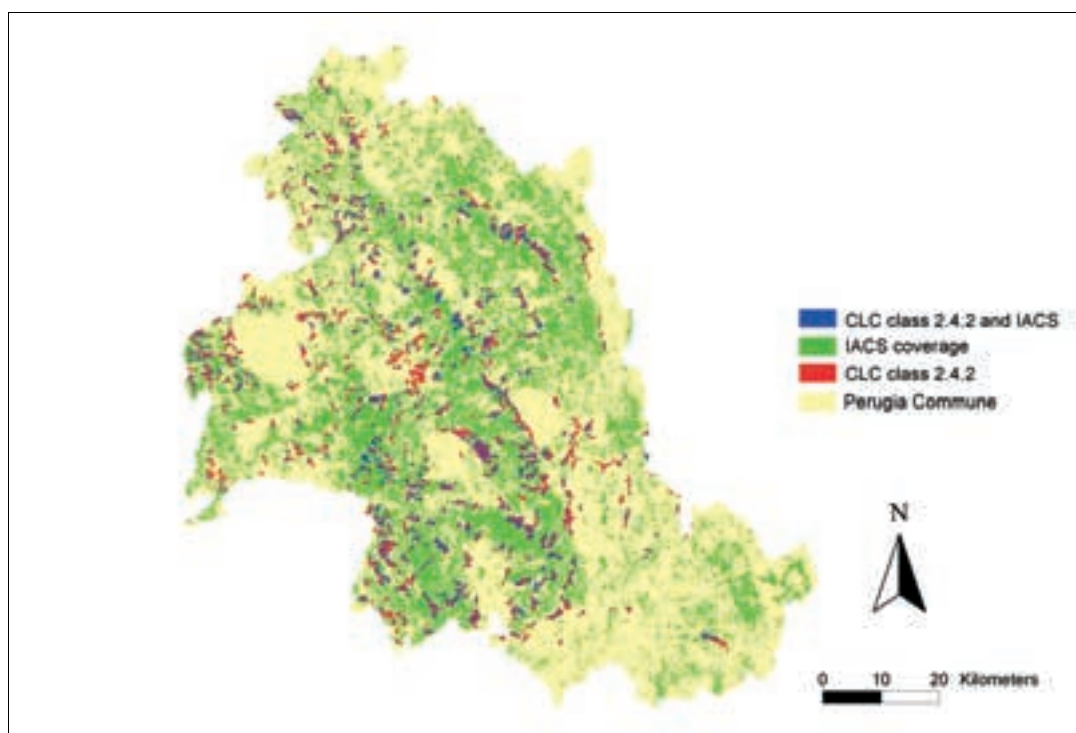 CLC class 2.4.2 and IACS
IACS coverage
CLC class 2.4.2
Perugia Commune
N
0 10 20 Kilometers